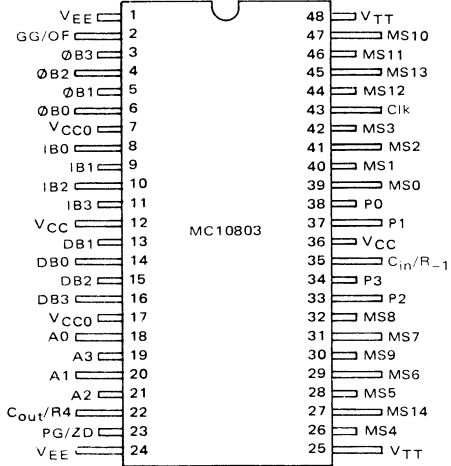 VEE 1 48 VTT
GG/OF 2 47 MS10
ØB3 3 46 MS11
ØB2 4 45 MS13
ØB1 5 44 MS12
ØB0 6 43 Clk
VCC0 7 42 MS3
IB0 8 41 MS2
IB1 9 40 MS1
IB2 10 39 MS0
IB3 11 38 P0
VCC 12 37 P1
MC10803
DB1 13 36 VCC
DB0 14 35 Cin/R−1
DB2 15 34 P3
DB3 16 33 P2
VCC0 17 32 MS8
A0 18 31 MS7
A3 19 30 MS9
A1 20 29 MS6
A2 21 28 MS5
Cout/R4 22 27 MS14
PG/ZD 23 26 MS4
VEE 24 25 VTT